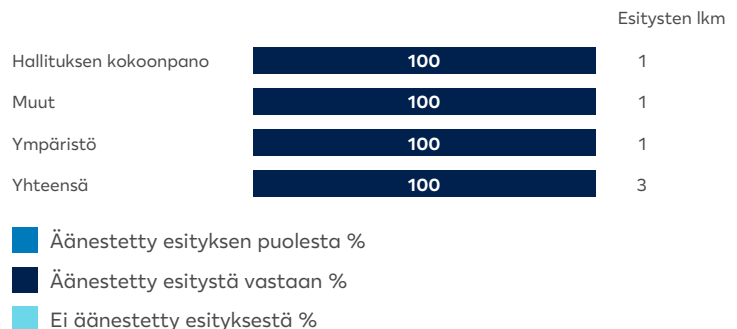 Esitysten lkm
Hallituksen kokoonpano 100 1
Muut 100 1
Ympäristö 100 1
Yhteensä 100 3
Äänestetty esityksen puolesta %
Äänestetty esitystä vastaan %
Ei äänestetty esityksestä %